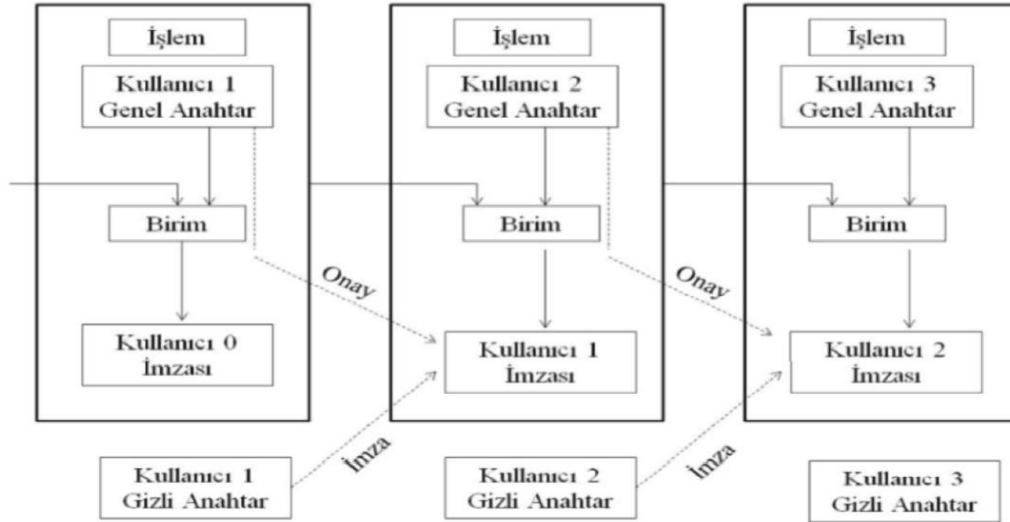 İşlem
Kullanıcı 1
Genel Anahtar
Birim
Kullanıcı 0
İmzası
Kullanıcı 1
Gizli Anahtar
Onay
İmza
İşlem
Kullanıcı 2
Genel Anahtar
Birim
Kullanıcı 1
İmzası
Kullanıcı 2
Gizli Anahtar
Onay
İmza
İşlem
Kullanıcı 3
Genel Anahtar
Birim
Kullanıcı 2
İmzası
Kullanıcı 3
Gizli Anahtar